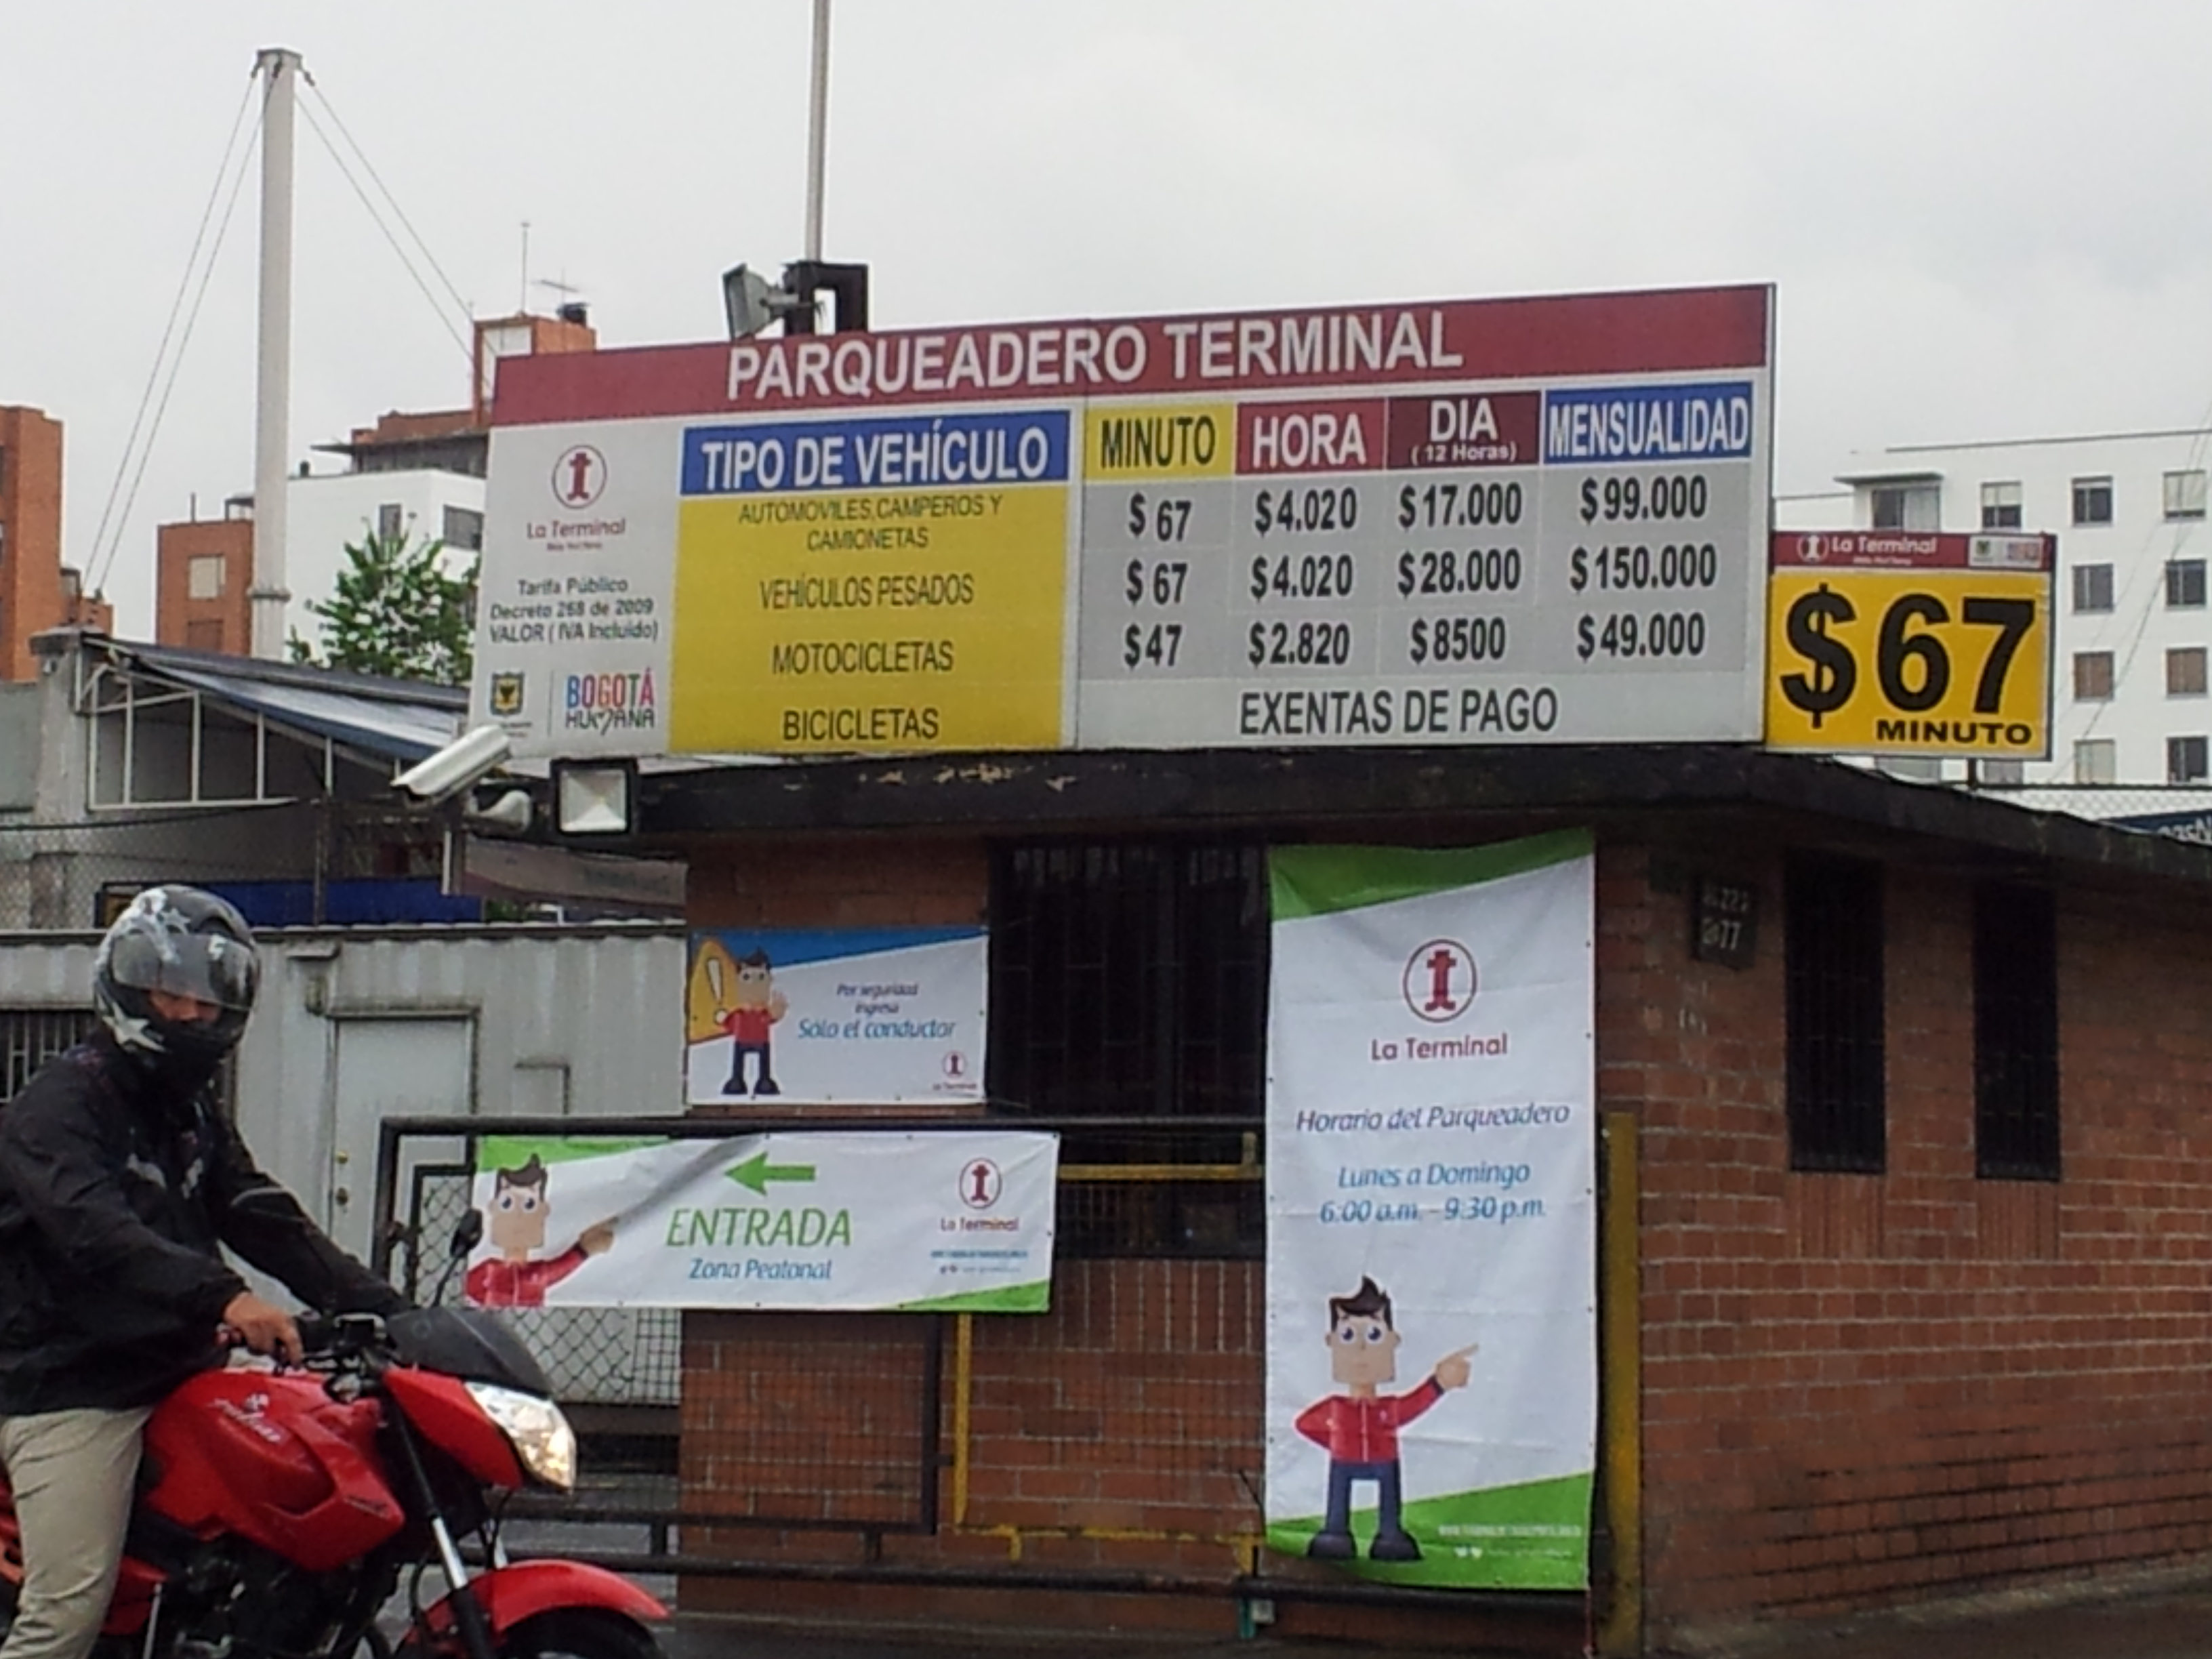 PARQUEADERO TERMINAL
La Terminal
Tarifa Público
Decreto 268 de 2009
VALOR ( IVA Incluido)
BOGOTÁ
HUMANA
TIPO DE VEHÍCULO MINUTO HORA DIA MENSUALIDAD
( 12 Horas)
AUTOMOVILES,CAMPEROS Y
CAMIONETAS $ 67 $4.020 $17.000 $99.000
VEHÍCULOS PESADOS $ 67 $4.020 $28.000 $150.000
MOTOCICLETAS $47 $2.820 $8500 $49.000
BICICLETAS EXENTAS DE PAGO
La Terminal
$67
MINUTO
Por seguridad
ingresa
Sólo el conductor
La Terminal
ENTRADA
Zona Peatonal
La Terminal
La Terminal
Horario del Parqueadero
Lunes a Domingo
6:00 a.m. - 9:30 p.m.